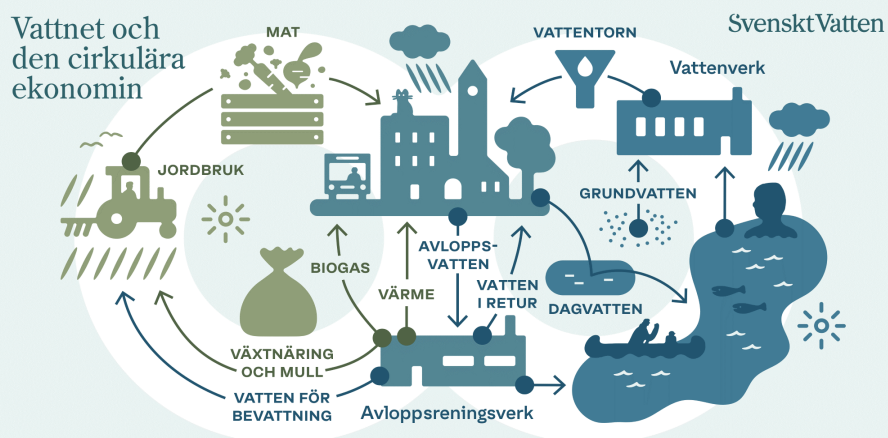 Vattnet och
den cirkulära
ekonomin
MAT
VATTENTORN
Svenskt Vatten
Vattenverk
JORDBRUK
GRUNDVATTEN
AVLOPPS-
VATTEN
BIOGAS
VÄRME
VATTEN
I RETUR
DAGVATTEN
VÄXTNÄRING
OCH MULL
VATTEN FÖR
BEVATTNING
Avloppsreningsverk